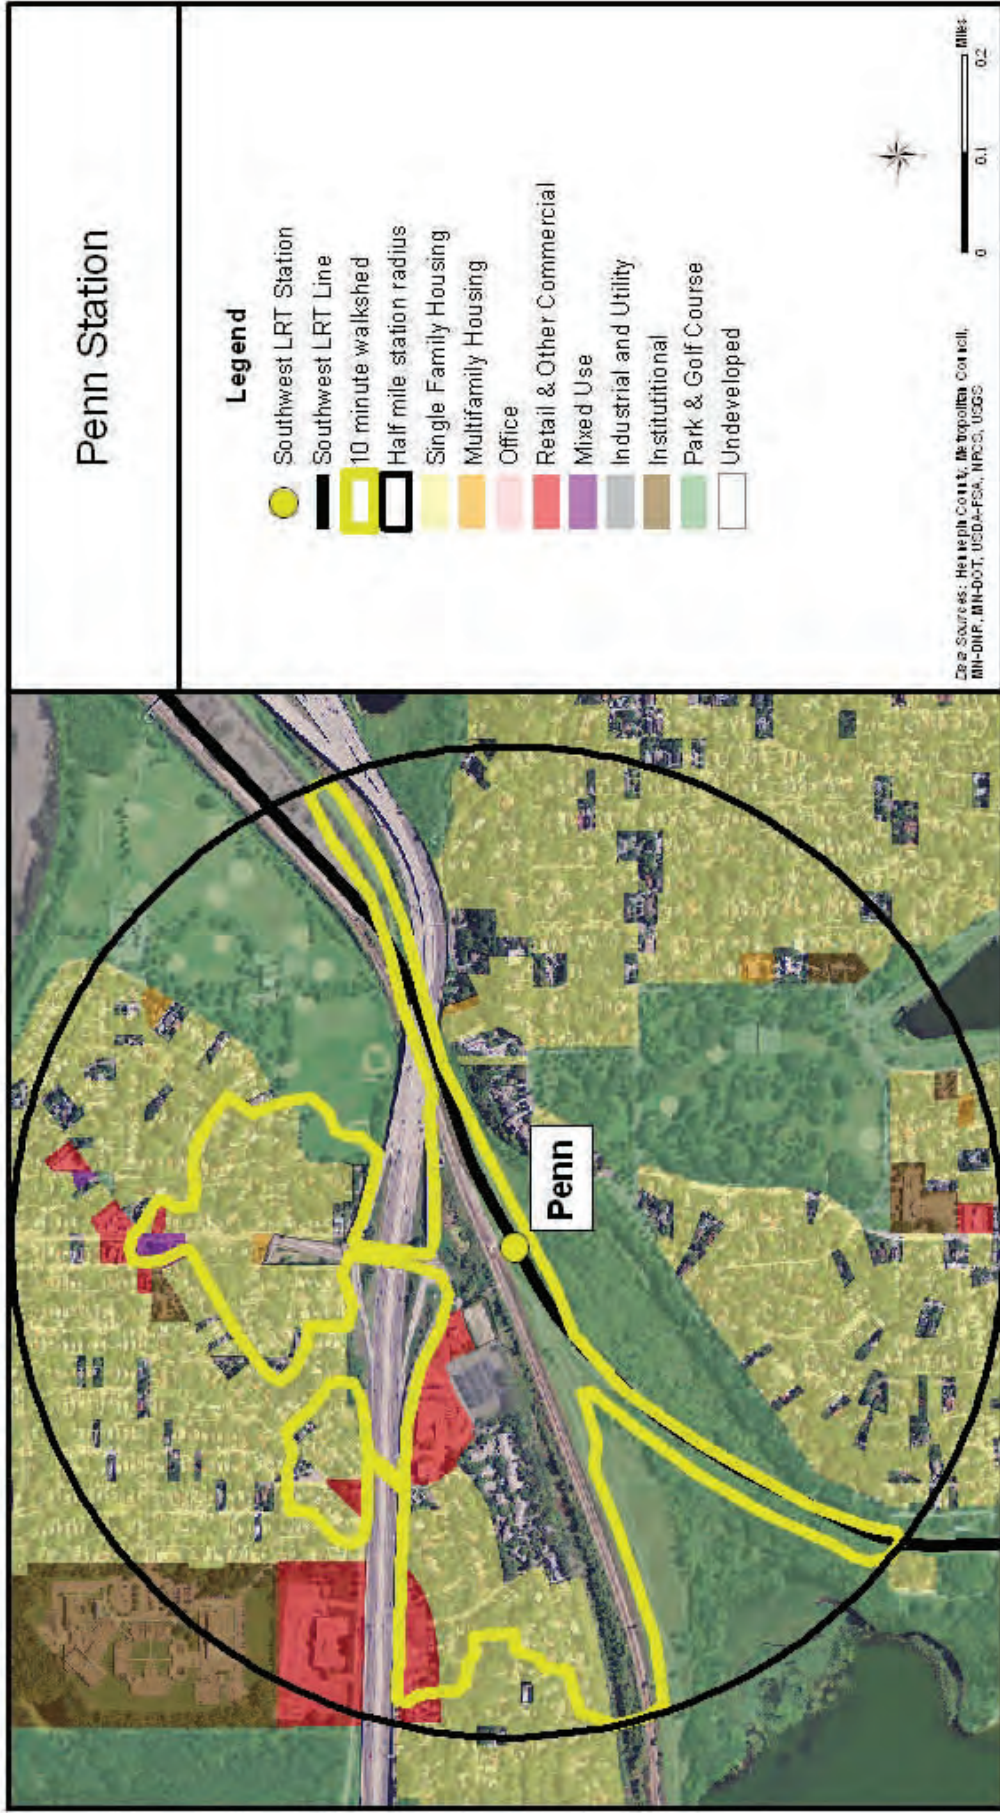 Penn Station
Legend
Southwest LRT Station
Southwest LRT Line
10 minute walkshed
Half mile station radius
Single Family Housing
Multifamily Housing
Office
Retail & Other Commercial
Mixed Use
Industrial and Utility
Institutitional
Park & Golf Course
Undeveloped
Miles
0 0.1 0.2
Data Sources: Hennepin County, Metropolitan Council,
MN-DNR, MN-DOT, USDA-FSA, NRCS, USGS
Penn